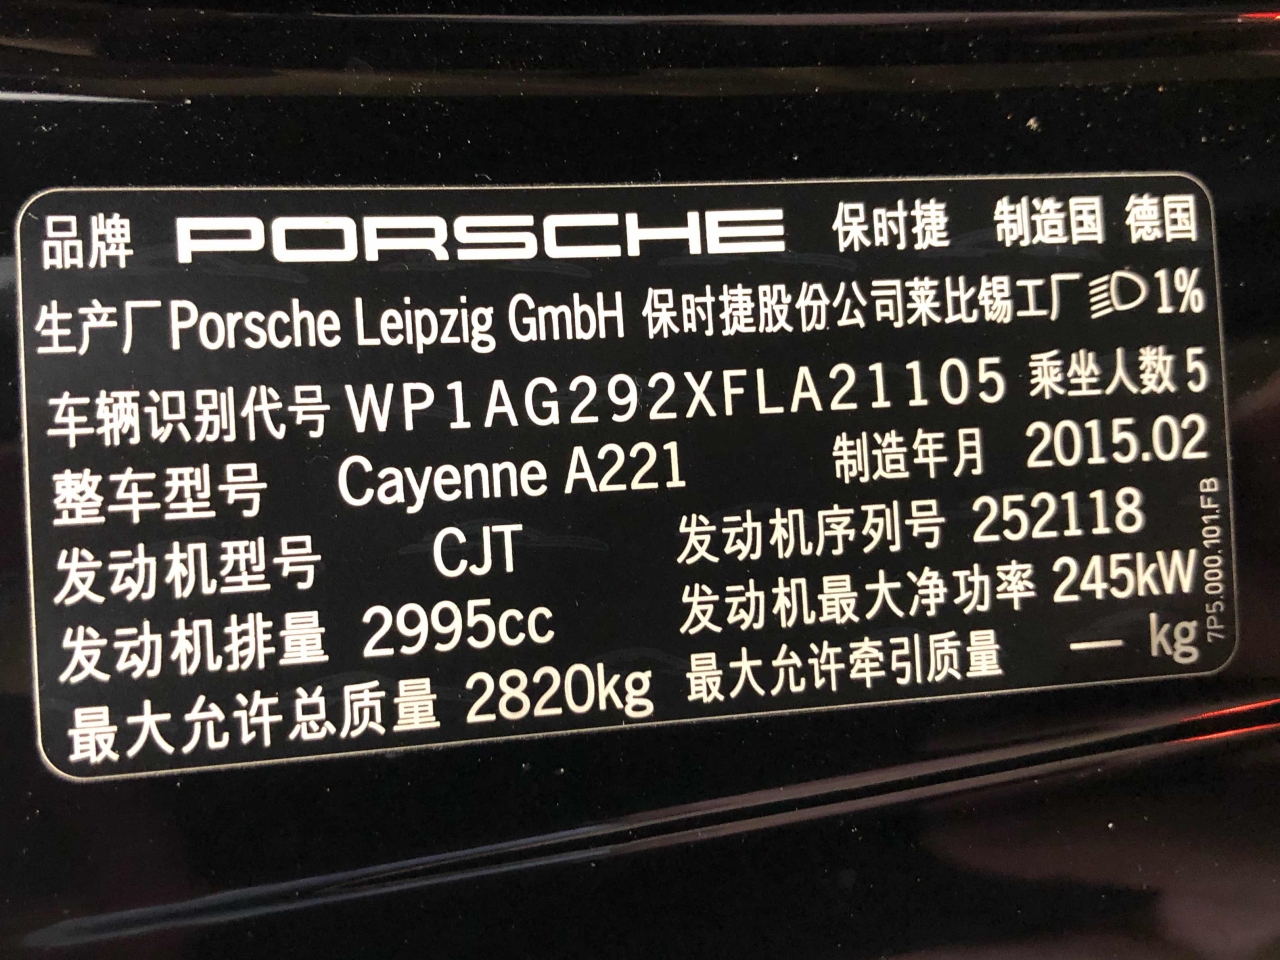 品牌 PORSCHE 保时捷 制造国 德国
生产厂 Porsche Leipzig GmbH 保时捷股份公司莱比锡工厂 1%
车辆识别代号 WP1AG292XFLA21105 乘坐人数 5
整车型号 Cayenne A221 制造年月 2015.02
发动机型号 CJT 发动机序列号 252118
发动机排量 2995cc 发动机最大净功率 245kW
最大允许总质量 2820kg 最大允许牵引质量 — kg
7P5.000.101.FB